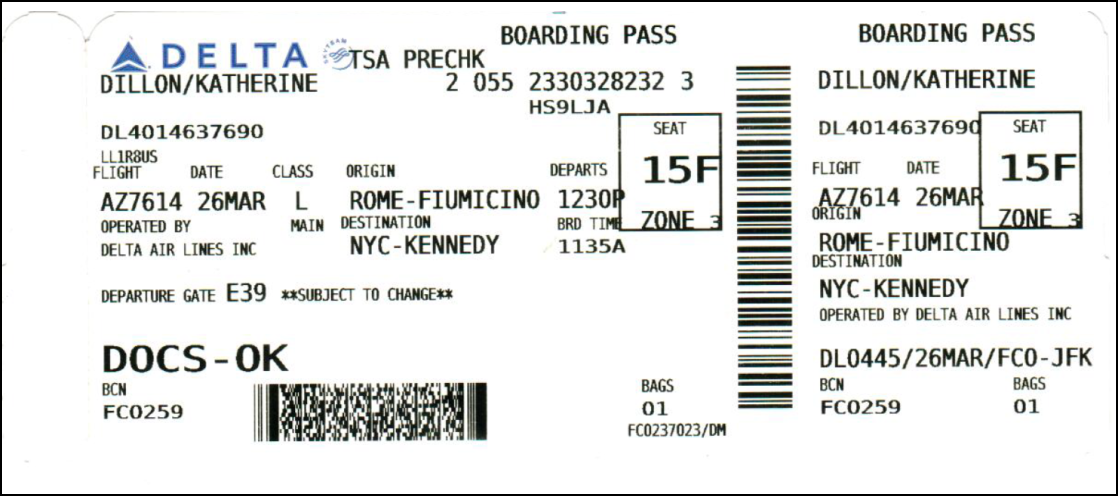 BOARDING PASS
DELTA SKYTEAM TSA PRECHK
DILLON/KATHERINE 2 055 2330328232 3
HS9LJA
DL4014637690
LL1R8US
SEAT
15F
ZONE 3
FLIGHT DATE CLASS ORIGIN DEPARTS
AZ7614 26MAR L ROME-FIUMICINO 1230P
OPERATED BY MAIN DESTINATION BRD TIME
DELTA AIR LINES INC NYC-KENNEDY 1135A
DEPARTURE GATE E39 **SUBJECT TO CHANGE**
DOCS-OK
BCN BAGS
FC0259 01
FC0237023/DM
BOARDING PASS
DILLON/KATHERINE
DL4014637690
SEAT
15F
ZONE 3
FLIGHT DATE
AZ7614 26MAR
ORIGIN
ROME-FIUMICINO
DESTINATION
NYC-KENNEDY
OPERATED BY DELTA AIR LINES INC
DL0445/26MAR/FCO-JFK
BCN BAGS
FC0259 01